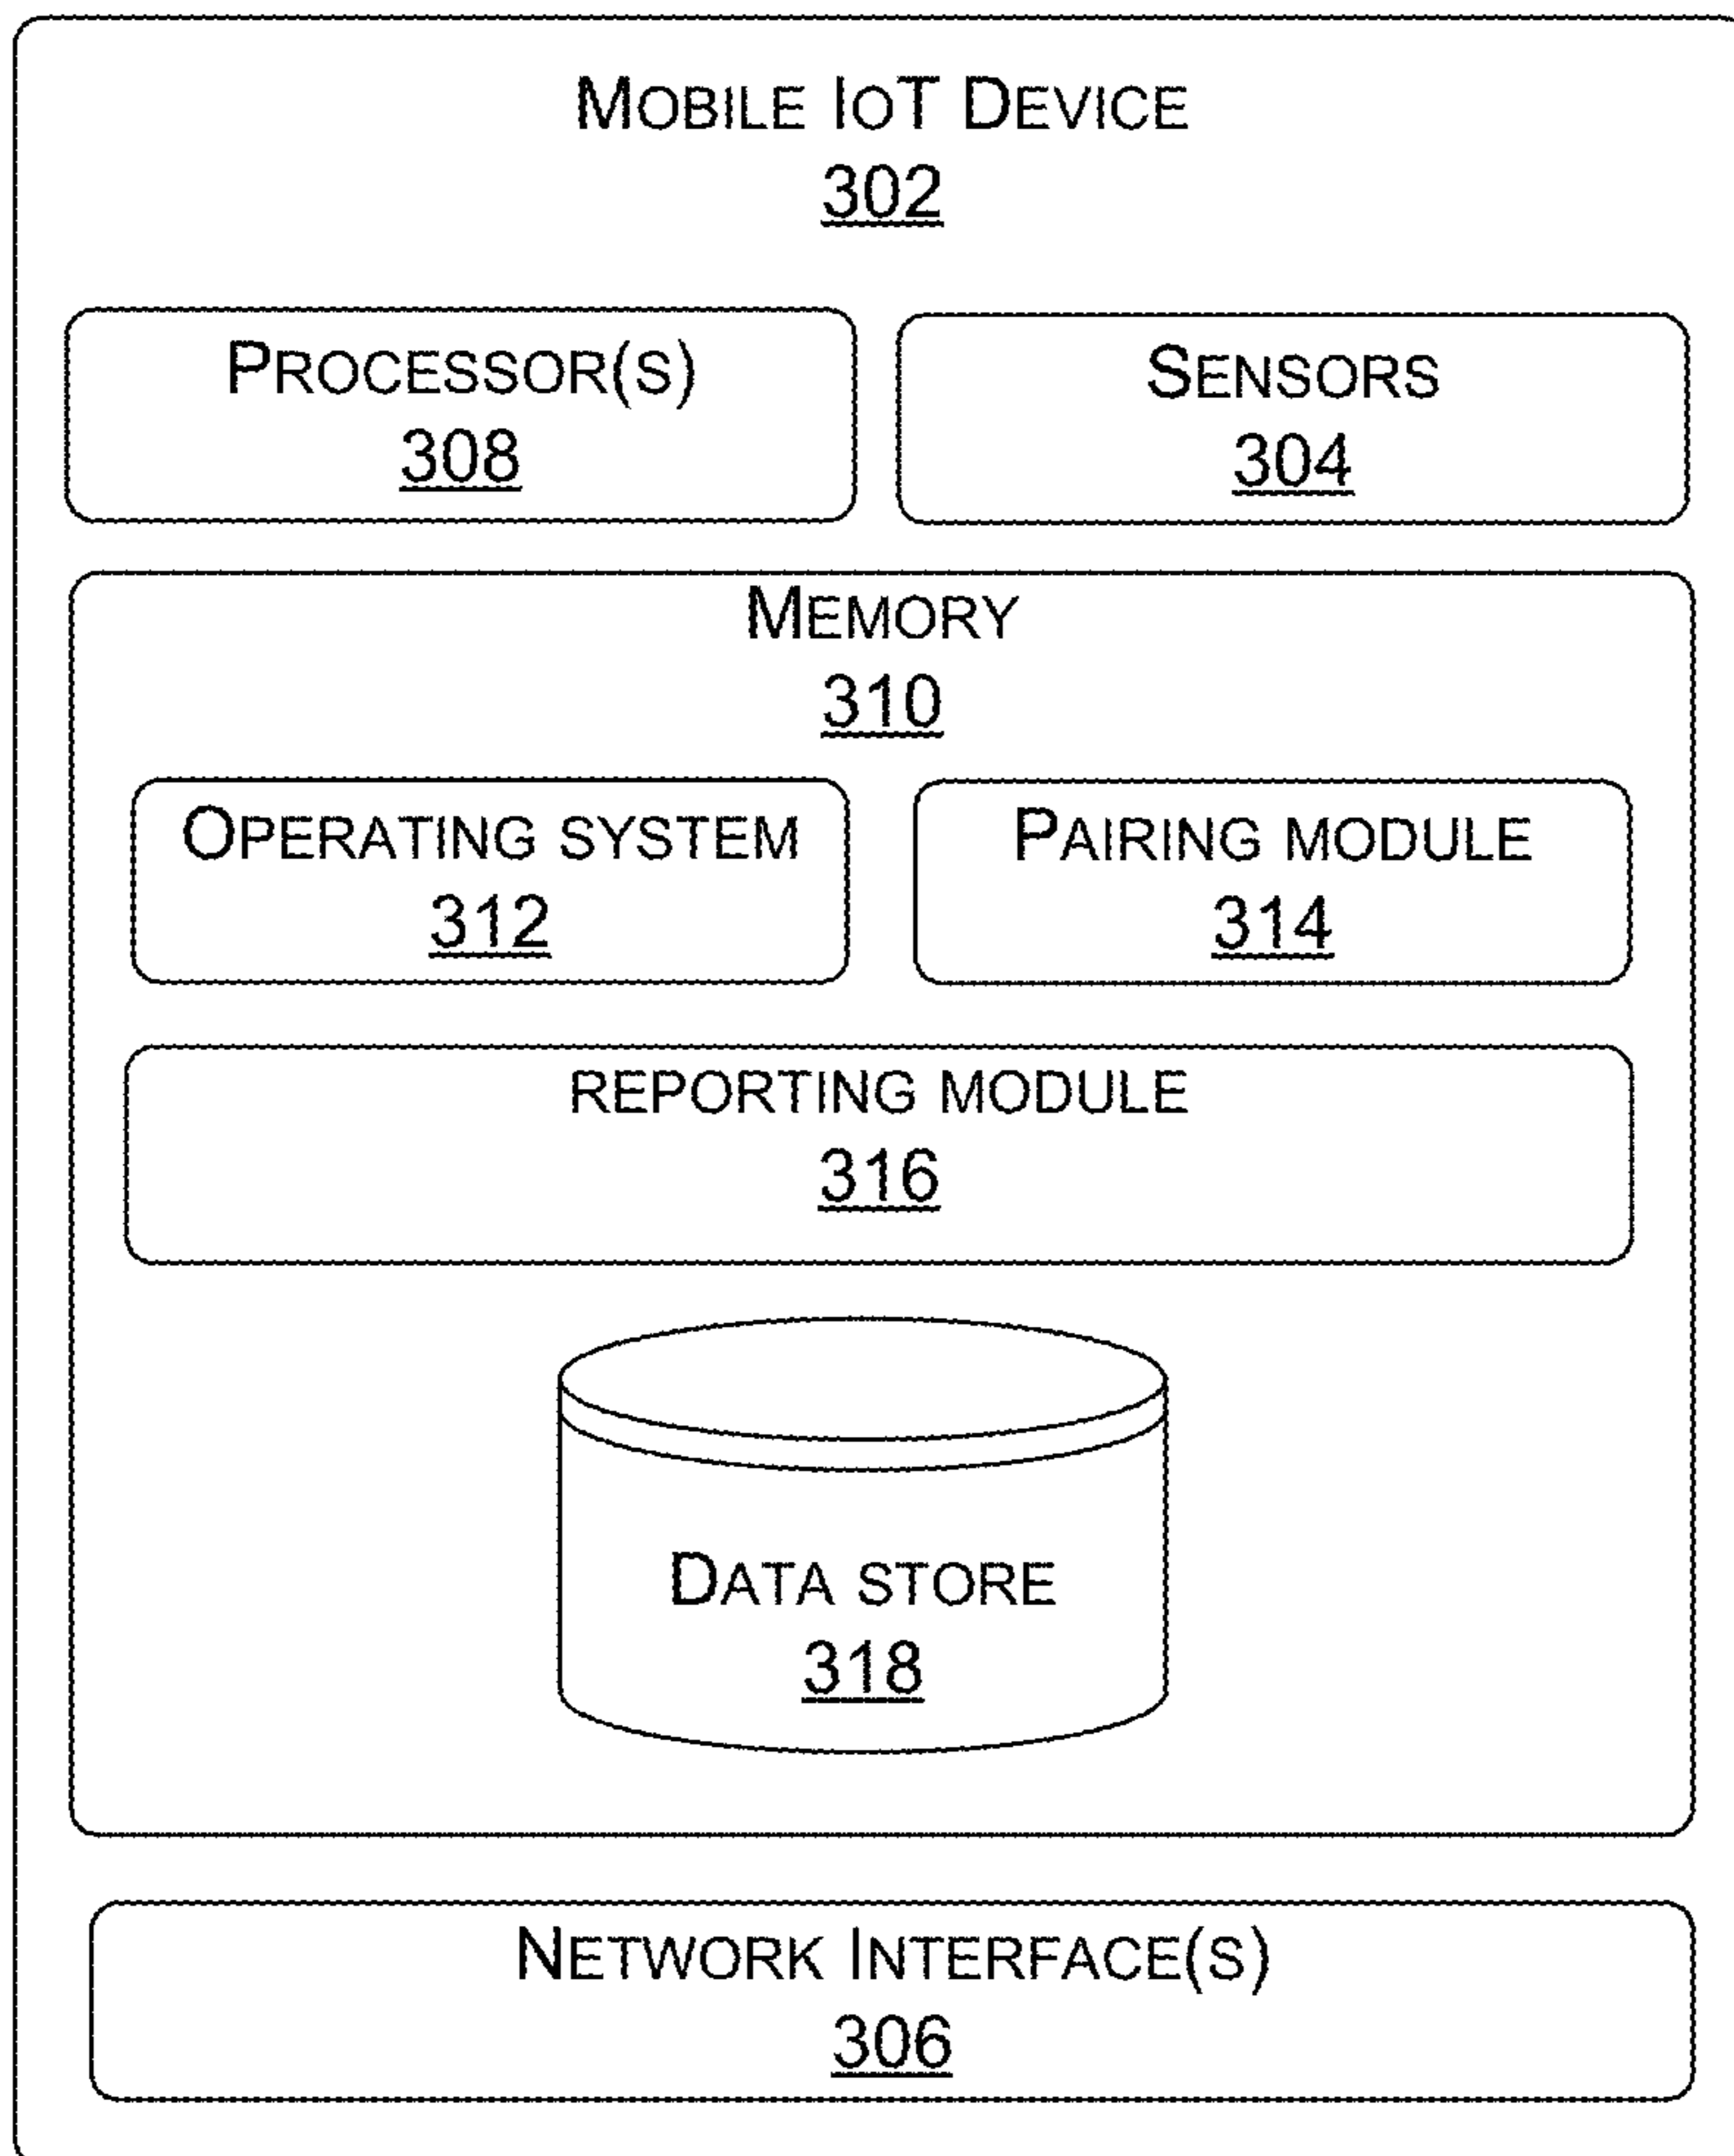 MOBILE IOT DEVICE
302
PROCESSOR(S)
308
SENSORS
304
MEMORY
310
OPERATING SYSTEM
312
PAIRING MODULE
314
REPORTING MODULE
316
DATA STORE
318
NETWORK INTERFACE(S)
306